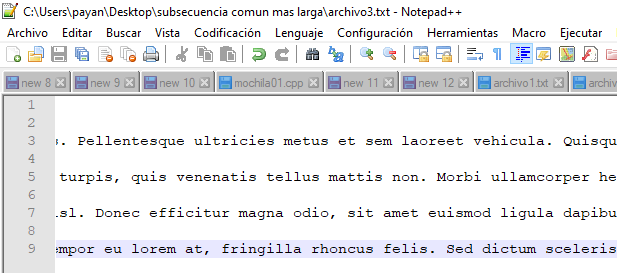 C:\Users\payan\Desktop\subsecuencia comun mas larga\archivo3.txt - Notepad++
Archivo Editar Buscar Vista Codificación Lenguaje Configuración Herramientas Macro Ejecutar
new 8 new 9 new 10 mochila01.cpp new 11 new 12 archivo1.txt
1
2
3 s. Pellentesque ultricies metus et sem laoreet vehicula. Quisqu
4
5 turpis, quis venenatis tellus mattis non. Morbi ullamcorper he
6
7 isl. Donec efficitur magna odio, sit amet euismod ligula dapibu
8
9 empor eu lorem at, fringilla rhoncus felis. Sed dictum sceleris